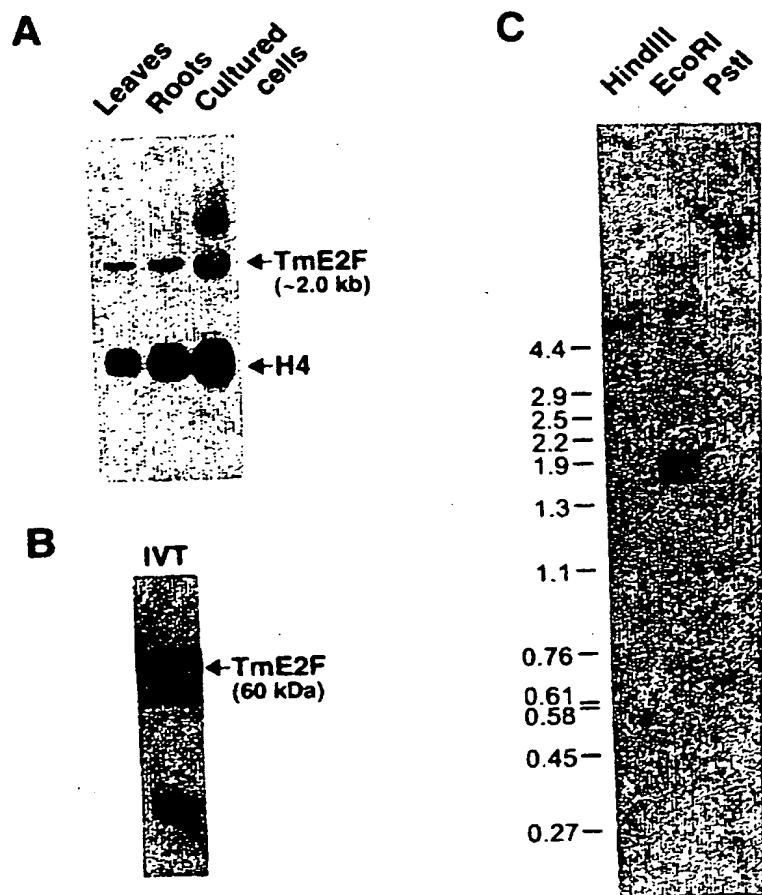 A
Leaves
Roots
Cultured
cells
TmE2F
(~2.0 kb)
H4
B
IVT
TmE2F
(60 kDa)
C
HindIII
EcoRI
PstI
4.4
2.9
2.5
2.2
1.9
1.3
1.1
0.76
0.61
0.58
0.45
0.27